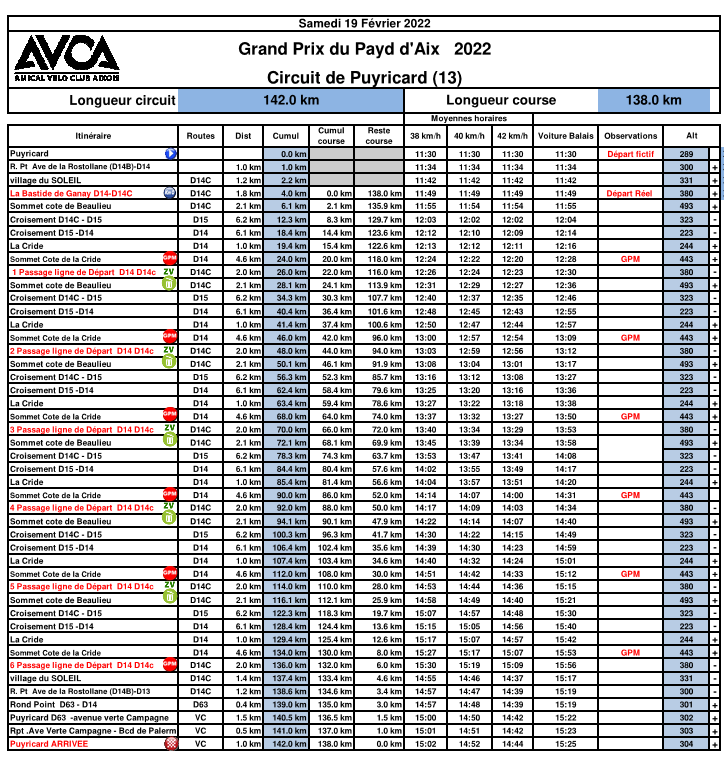 Samedi 19 Février 2022
AVCA
AMICAL VELO CLUB AIXOIS
Grand Prix du Payd d'Aix 2022
Circuit de Puyricard (13)
Longueur circuit 142.0 km Longueur course 138.0 km
Moyennes horaires
Itinéraire Routes Dist Cumul Cumul course Reste course 38 km/h 40 km/h 42 km/h Voiture Balais Observations Alt
Puyricard 0.0 km 11:30 11:30 11:30 11:30 Départ fictif 289
R. Pt Ave de la Rostollane (D14B)-D14 1.0 km 1.0 km 11:34 11:34 11:34 11:34 300 +
village du SOLEIL D14C 1.2 km 2.2 km 11:42 11:42 11:42 11:42 331 +
La Bastide de Ganay D14-D14C D14C 1.8 km 4.0 km 0.0 km 138.0 km 11:49 11:49 11:49 11:49 Départ Réel 380 +
Sommet cote de Beaulieu D14C 2.1 km 6.1 km 2.1 km 135.9 km 11:55 11:54 11:54 11:55 493 +
Croisement D14C - D15 D15 6.2 km 12.3 km 8.3 km 129.7 km 12:03 12:02 12:02 12:04 323 -
Croisement D15 -D14 D14 6.1 km 18.4 km 14.4 km 123.6 km 12:12 12:10 12:09 12:14 223 -
La Cride D14 1.0 km 19.4 km 15.4 km 122.6 km 12:13 12:12 12:11 12:16 244 +
Sommet Cote de la Cride GPM D14 4.6 km 24.0 km 20.0 km 118.0 km 12:24 12:22 12:20 12:28 GPM 443 +
1 Passage ligne de Départ D14 D14c ZV D14C 2.0 km 26.0 km 22.0 km 116.0 km 12:26 12:24 12:23 12:30 380 -
Sommet cote de Beaulieu D14C 2.1 km 28.1 km 24.1 km 113.9 km 12:31 12:29 12:27 12:36 493 +
Croisement D14C - D15 D15 6.2 km 34.3 km 30.3 km 107.7 km 12:40 12:37 12:35 12:46 323 -
Croisement D15 -D14 D14 6.1 km 40.4 km 36.4 km 101.6 km 12:48 12:45 12:43 12:55 223 -
La Cride D14 1.0 km 41.4 km 37.4 km 100.6 km 12:50 12:47 12:44 12:57 244 +
Sommet Cote de la Cride GPM D14 4.6 km 46.0 km 42.0 km 96.0 km 13:00 12:57 12:54 13:09 GPM 443 +
2 Passage ligne de Départ D14 D14c ZV D14C 2.0 km 48.0 km 44.0 km 94.0 km 13:03 12:59 12:56 13:12 380 -
Sommet cote de Beaulieu D14C 2.1 km 50.1 km 46.1 km 91.9 km 13:08 13:04 13:01 13:17 493 +
Croisement D14C - D15 D15 6.2 km 56.3 km 52.3 km 85.7 km 13:16 13:12 13:08 13:27 323 -
Croisement D15 -D14 D14 6.1 km 62.4 km 58.4 km 79.6 km 13:25 13:20 13:16 13:36 223 -
La Cride D14 1.0 km 63.4 km 59.4 km 78.6 km 13:27 13:22 13:18 13:38 244 +
Sommet Cote de la Cride GPM D14 4.6 km 68.0 km 64.0 km 74.0 km 13:37 13:32 13:27 13:50 GPM 443 +
3 Passage ligne de Départ D14 D14c ZV D14C 2.0 km 70.0 km 66.0 km 72.0 km 13:40 13:34 13:29 13:53 380 -
Sommet cote de Beaulieu D14C 2.1 km 72.1 km 68.1 km 69.9 km 13:45 13:39 13:34 13:58 493 +
Croisement D14C - D15 D15 6.2 km 78.3 km 74.3 km 63.7 km 13:53 13:47 13:41 14:08 323 -
Croisement D15 -D14 D14 6.1 km 84.4 km 80.4 km 57.6 km 14:02 13:55 13:49 14:17 223 -
La Cride D14 1.0 km 85.4 km 81.4 km 56.6 km 14:04 13:57 13:51 14:20 244 +
Sommet Cote de la Cride GPM D14 4.6 km 90.0 km 86.0 km 52.0 km 14:14 14:07 14:00 14:31 GPM 443 +
4 Passage ligne de Départ D14 D14c ZV D14C 2.0 km 92.0 km 88.0 km 50.0 km 14:17 14:09 14:03 14:34 380 -
Sommet cote de Beaulieu D14C 2.1 km 94.1 km 90.1 km 47.9 km 14:22 14:14 14:07 14:40 493 +
Croisement D14C - D15 D15 6.2 km 100.3 km 96.3 km 41.7 km 14:30 14:22 14:15 14:49 323 -
Croisement D15 -D14 D14 6.1 km 106.4 km 102.4 km 35.6 km 14:39 14:30 14:23 14:59 223 -
La Cride D14 1.0 km 107.4 km 103.4 km 34.6 km 14:41 14:32 14:24 15:01 244 +
Sommet Cote de la Cride GPM D14 4.6 km 112.0 km 108.0 km 30.0 km 14:51 14:42 14:33 15:12 GPM 443 +
5 Passage ligne de Départ D14 D14c ZV D14C 2.0 km 114.0 km 110.0 km 28.0 km 14:53 14:44 14:36 15:15 380 -
Sommet cote de Beaulieu D14C 2.1 km 116.1 km 112.1 km 25.9 km 14:58 14:49 14:40 15:21 493 +
Croisement D14C - D15 D15 6.2 km 122.3 km 118.3 km 19.7 km 15:07 14:57 14:48 15:30 323 -
Croisement D15 -D14 D14 6.1 km 128.4 km 124.4 km 13.6 km 15:15 15:05 14:56 15:40 223 -
La Cride D14 1.0 km 129.4 km 125.4 km 12.6 km 15:17 15:07 14:57 15:42 244 +
Sommet Cote de la Cride D14 4.6 km 134.0 km 130.0 km 8.0 km 15:27 15:17 15:07 15:53 GPM 443 +
6 Passage ligne de Départ D14 D14c GPM D14C 2.0 km 136.0 km 132.0 km 6.0 km 15:30 15:19 15:09 15:56 380 -
village du SOLEIL D14C 1.4 km 137.4 km 133.4 km 4.6 km 14:55 14:46 14:37 15:17 331 -
R. Pt Ave de la Rostollane (D14B)-D13 D14C 1.2 km 138.6 km 134.6 km 3.4 km 14:57 14:47 14:39 15:19 300 -
Rond Point D63 - D14 D63 0.4 km 139.0 km 135.0 km 3.0 km 14:57 14:48 14:39 15:19 301 +
Puyricard D63 -avenue verte Campagne VC 1.5 km 140.5 km 136.5 km 1.5 km 15:00 14:50 14:42 15:22 302 +
Rpt .Ave Verte Campagne - Bcd de Palerm VC 0.5 km 141.0 km 137.0 km 1.0 km 15:01 14:51 14:42 15:23 303 +
Puyricard ARRIVEE VC 1.0 km 142.0 km 138.0 km 0.0 km 15:02 14:52 14:44 15:25 304 +